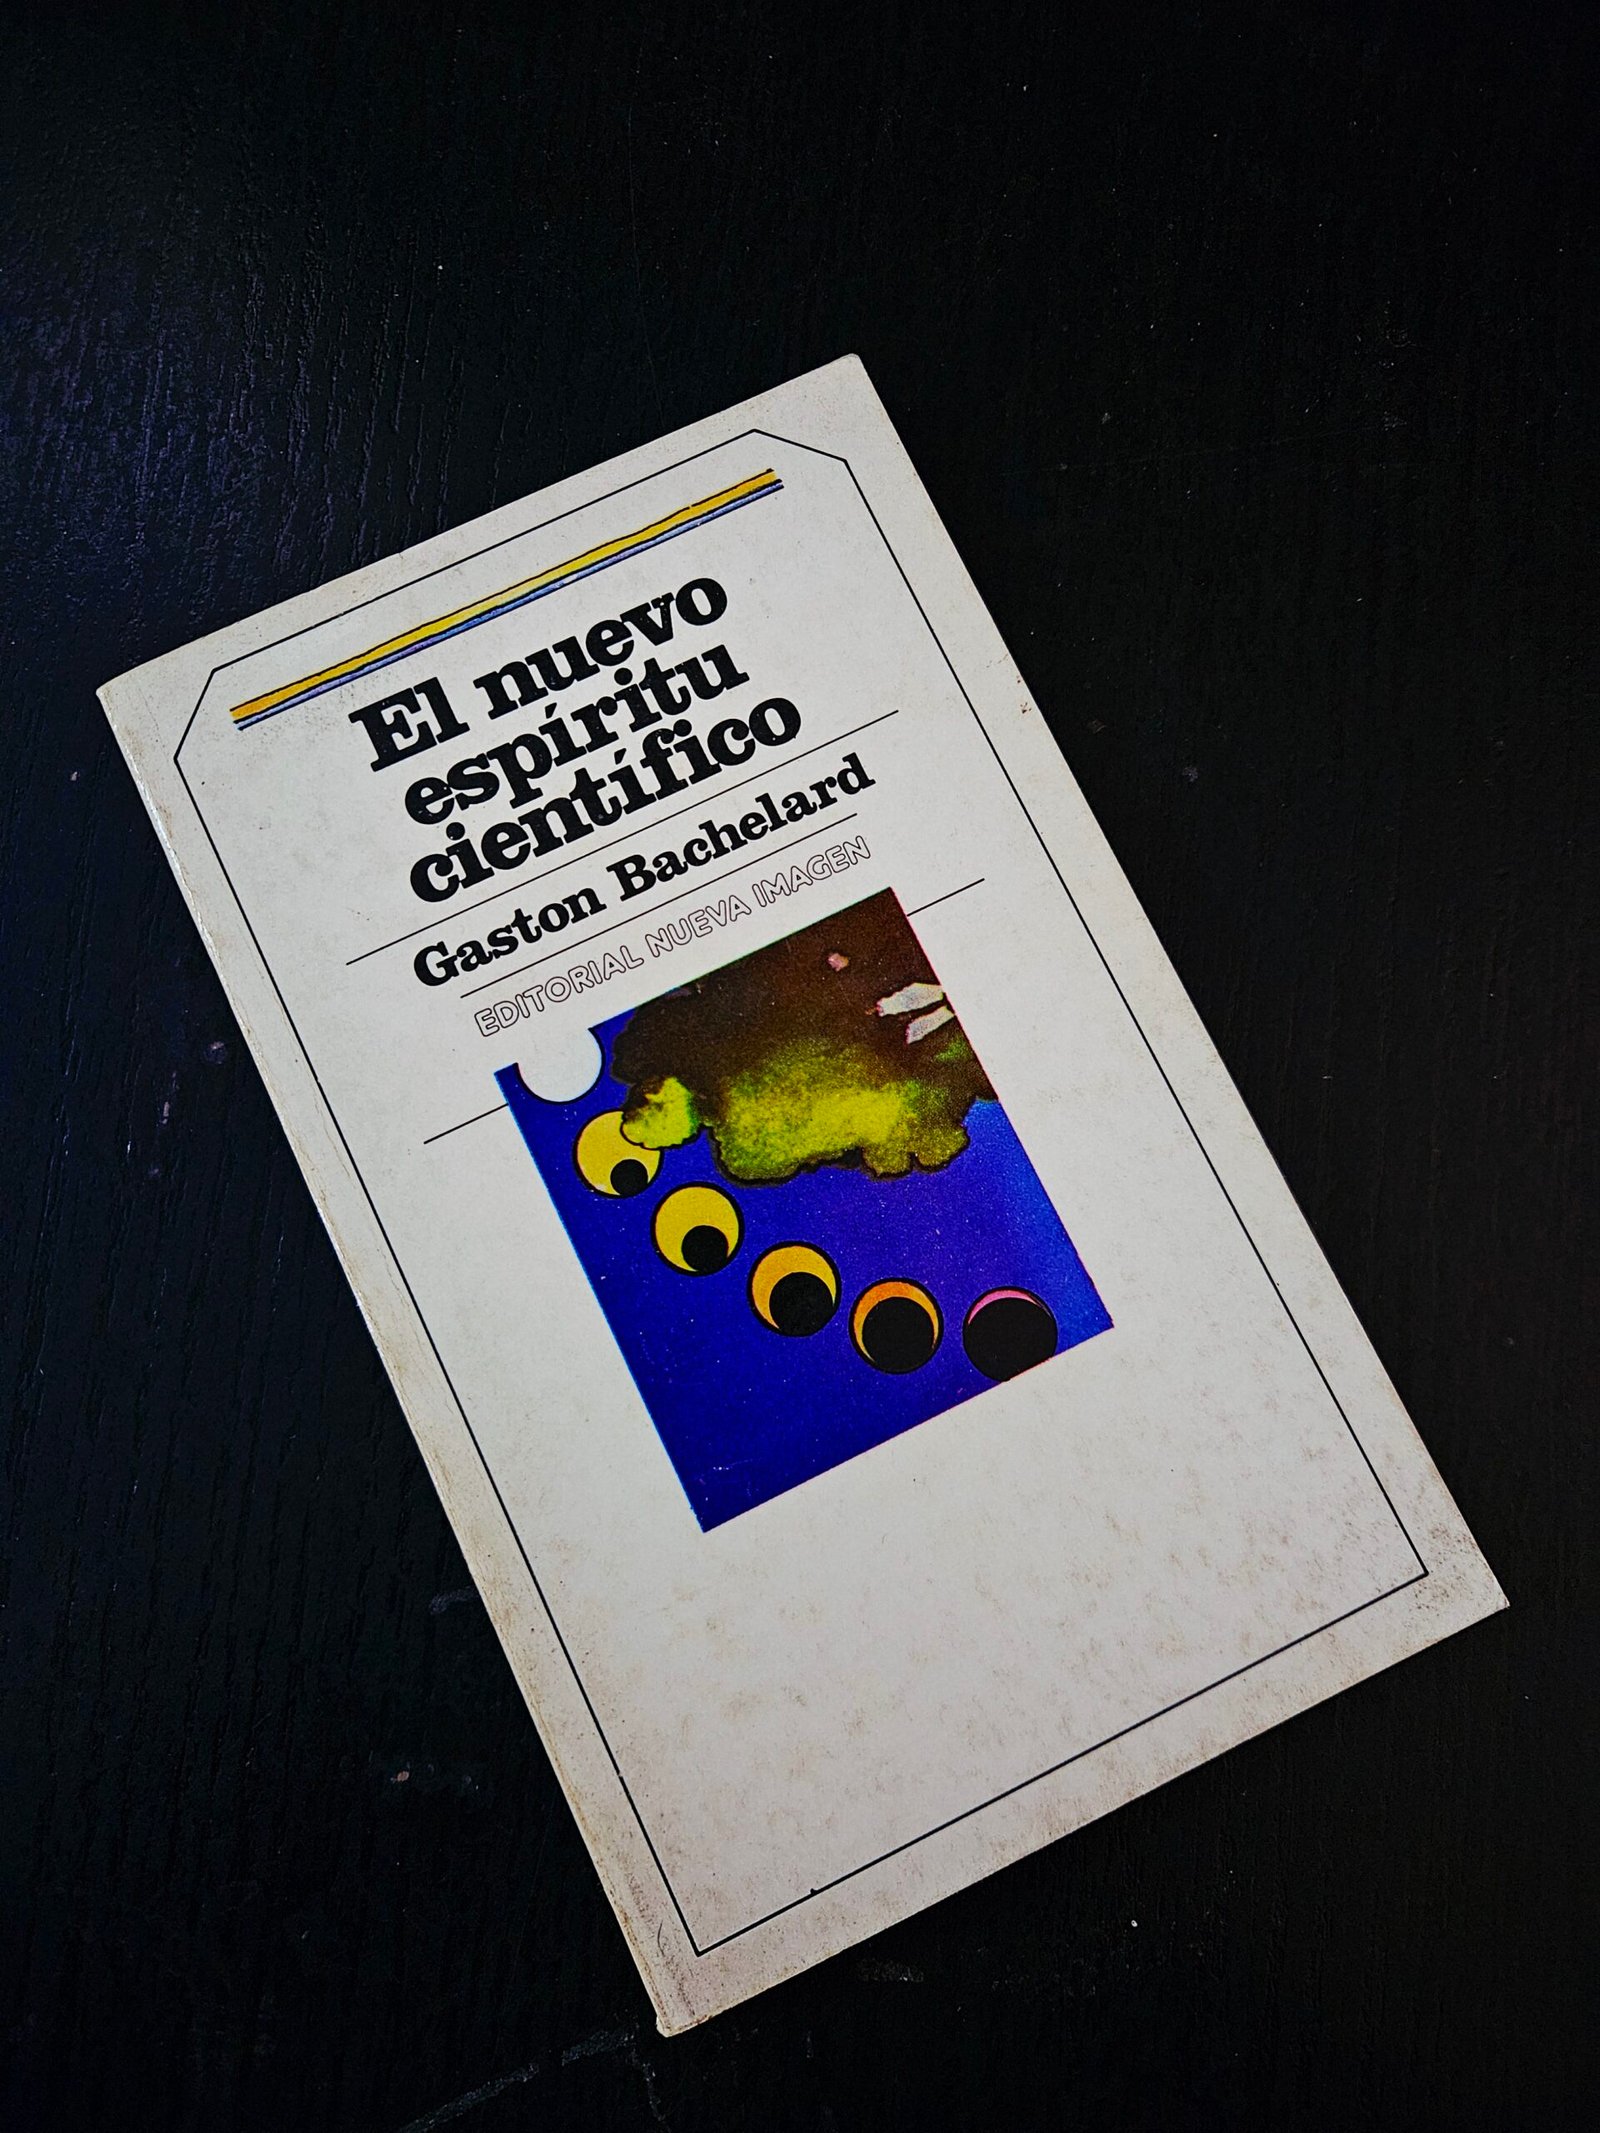 El nuevo
espíritu
científico
Gaston Bachelard
EDITORIAL NUEVA IMAGEN